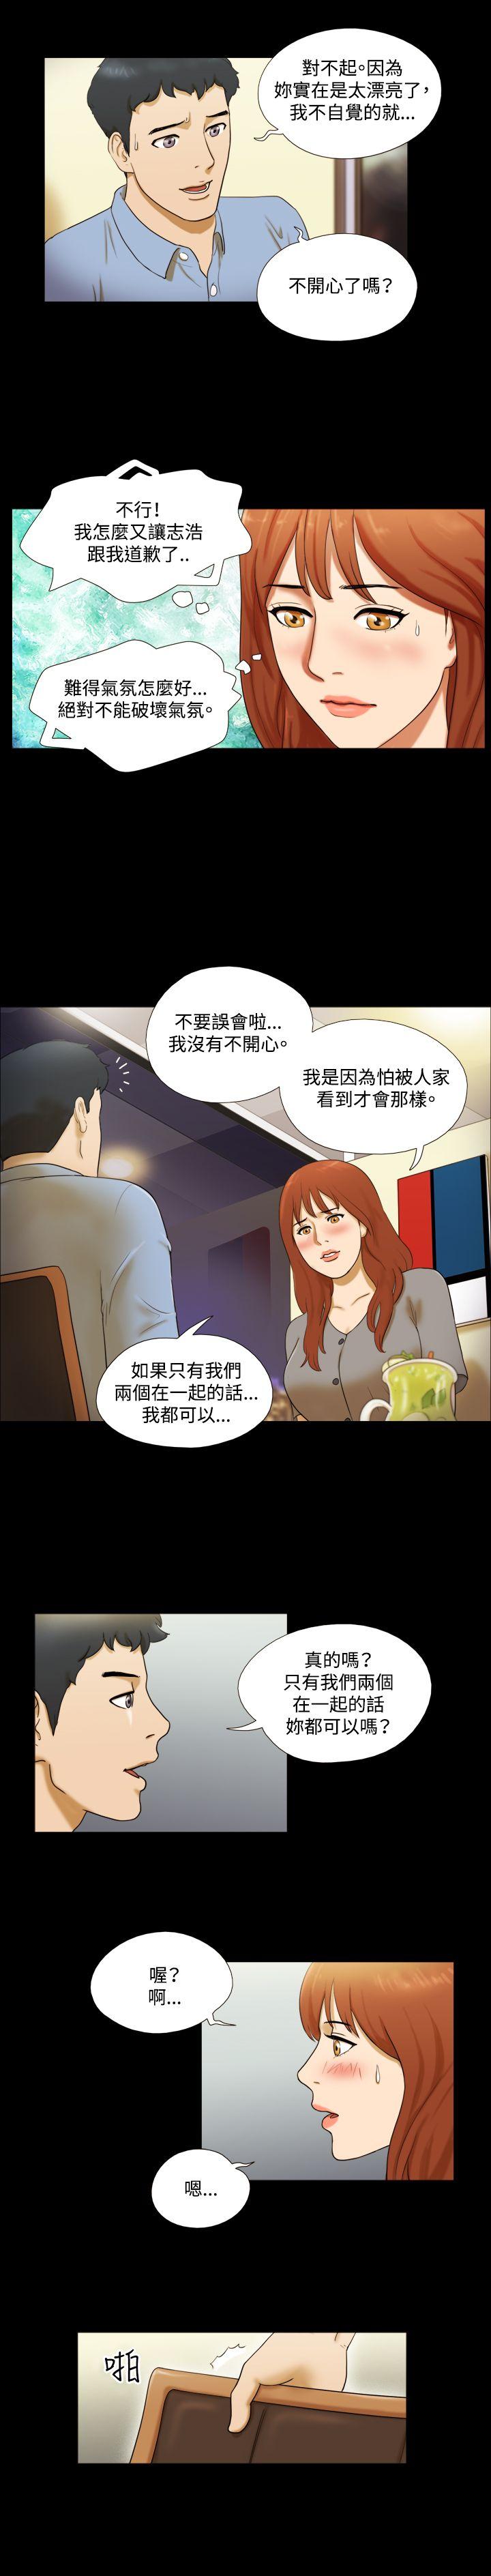 對不起。因為
妳實在是太漂亮了，
我不自覺的就...
不開心了嗎？
不行！
我怎麼又讓志浩
跟我道歉了..
難得氣氛怎麼好...
絕對不能破壞氣氛。
不要誤會啦...
我沒有不開心。
我是因為怕被人家
看到才會那樣。
如果只有我們
兩個在一起的話...
我都可以...
真的嗎？
只有我們兩個
在一起的話
妳都可以嗎？
喔？
啊...
嗯...
啪